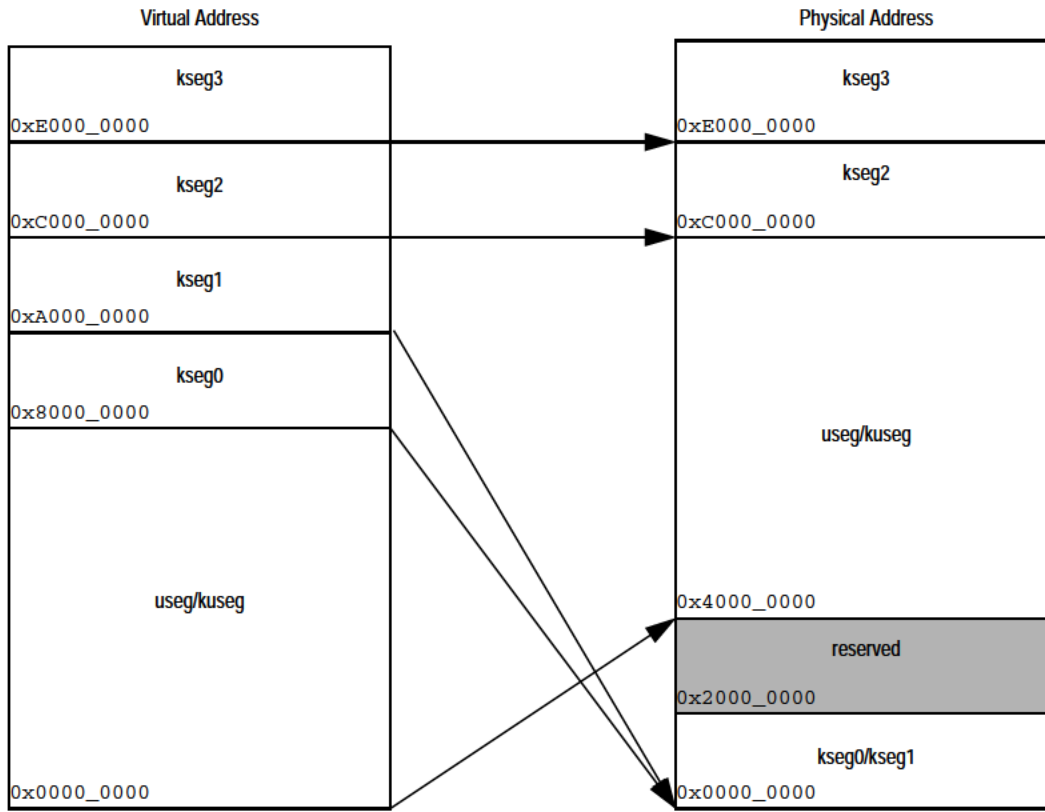 Virtual Address
kseg3
0xE000_0000
kseg2
0xC000_0000
kseg1
0xA000_0000
kseg0
0x8000_0000
useg/kuseg
0x0000_0000
Physical Address
kseg3
0xE000_0000
kseg2
0xC000_0000
useg/kuseg
0x4000_0000
reserved
0x2000_0000
kseg0/kseg1
0x0000_0000